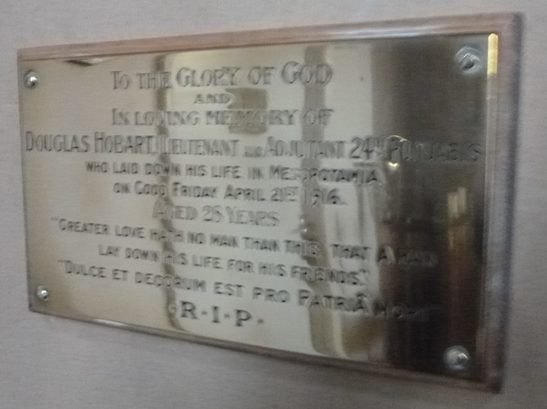 TO THE GLORY OF GOD
AND
IN LOVING MEMORY OF
DOUGLAS HOBART, LIEUTENANT AND ADJUTANT 24TH PUNJABIS
WHO LAID DOWN HIS LIFE IN MESOPOTAMIA
ON GOOD FRIDAY APRIL 21ST 1916.
AGED 28 YEARS
"GREATER LOVE HATH NO MAN THAN THIS THAT A MAN
LAY DOWN HIS LIFE FOR HIS FRIENDS".
"DULCE ET DECORUM EST PRO PATRIÂ MORI"
·R·I·P·